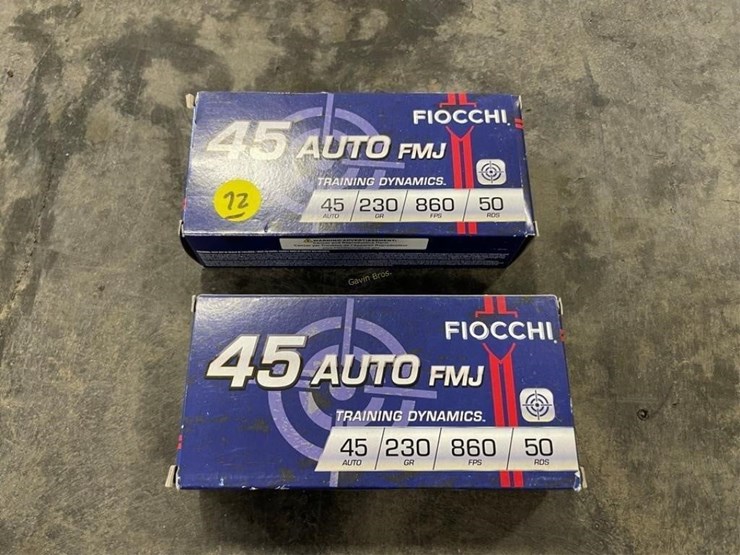 FIOCCHI
45 AUTO FMJ
TRAINING DYNAMICS
12
45 230 860 50
AUTO GR FPS RDS
Gavin Bros.
FIOCCHI
45 AUTO FMJ
TRAINING DYNAMICS
45 230 860 50
AUTO GR FPS RDS